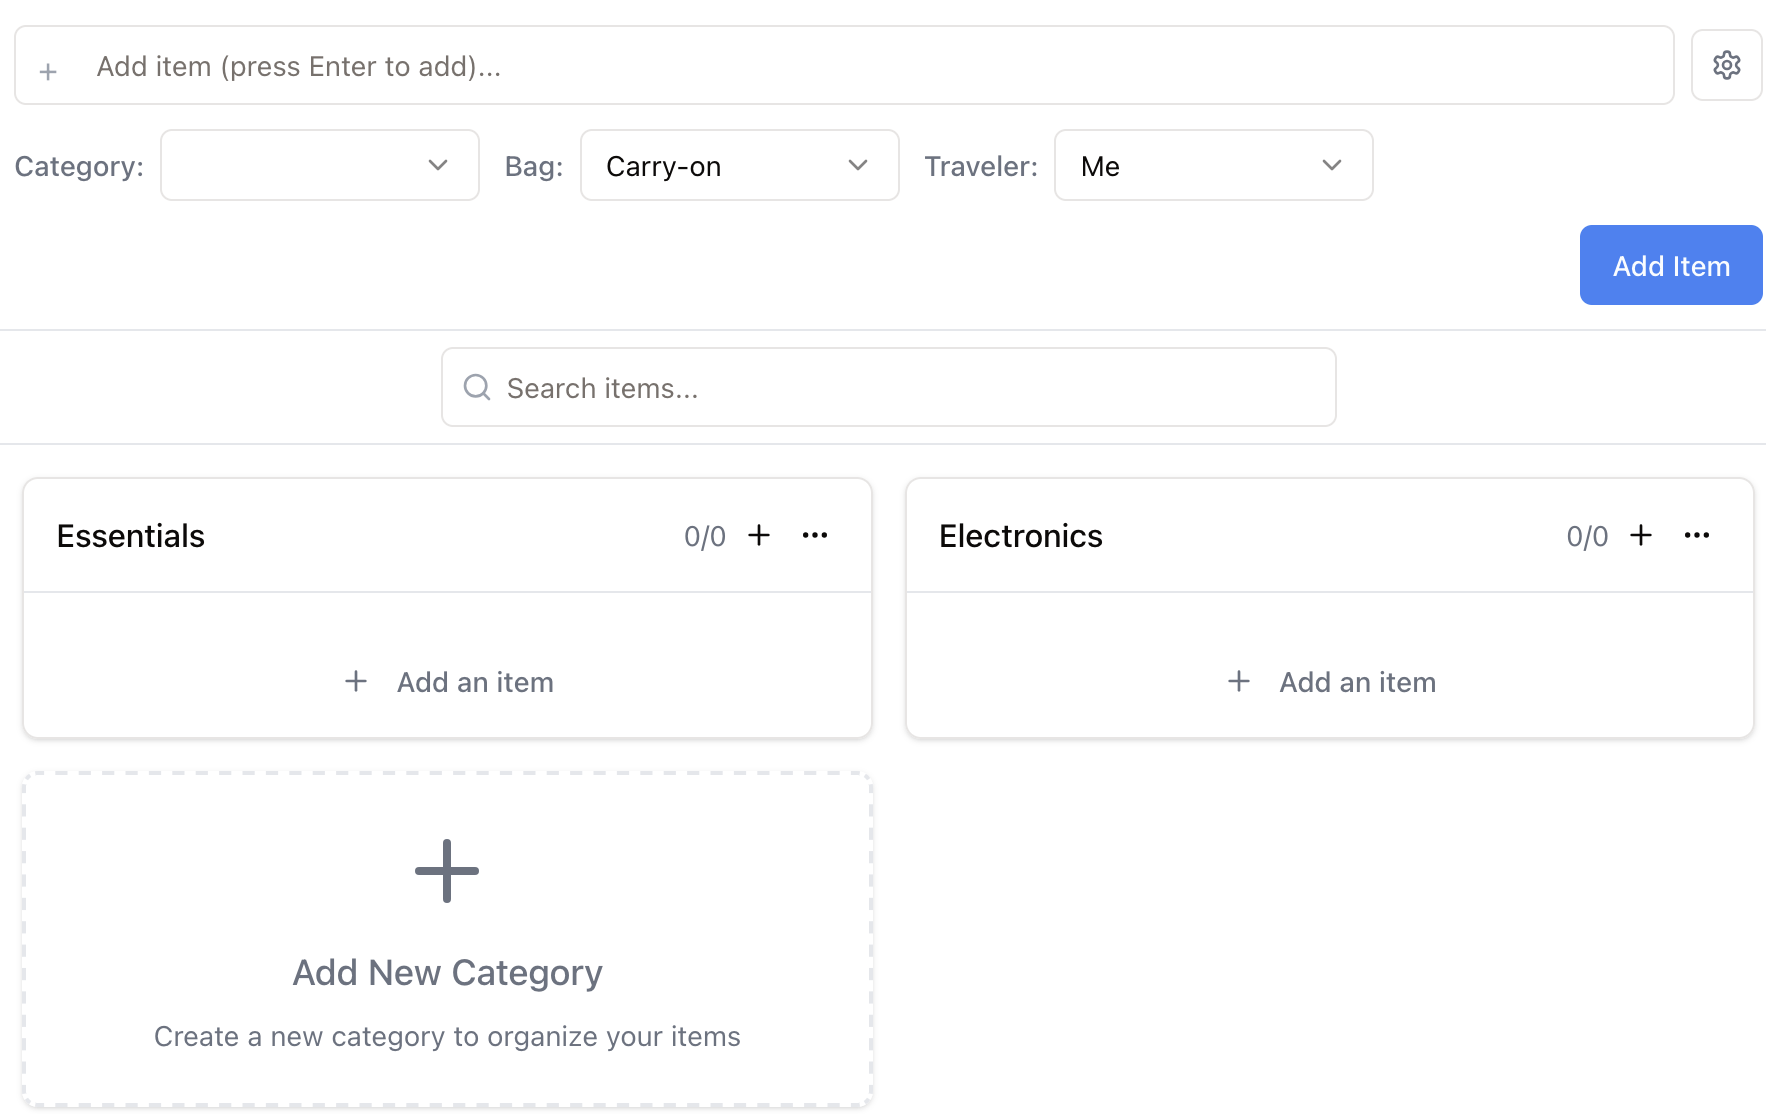 Add item (press Enter to add)...
Category:
Bag: Carry-on
Traveler: Me
Add Item
Search items...
Essentials 0/0
Add an item
Electronics 0/0
Add an item
Add New Category
Create a new category to organize your items